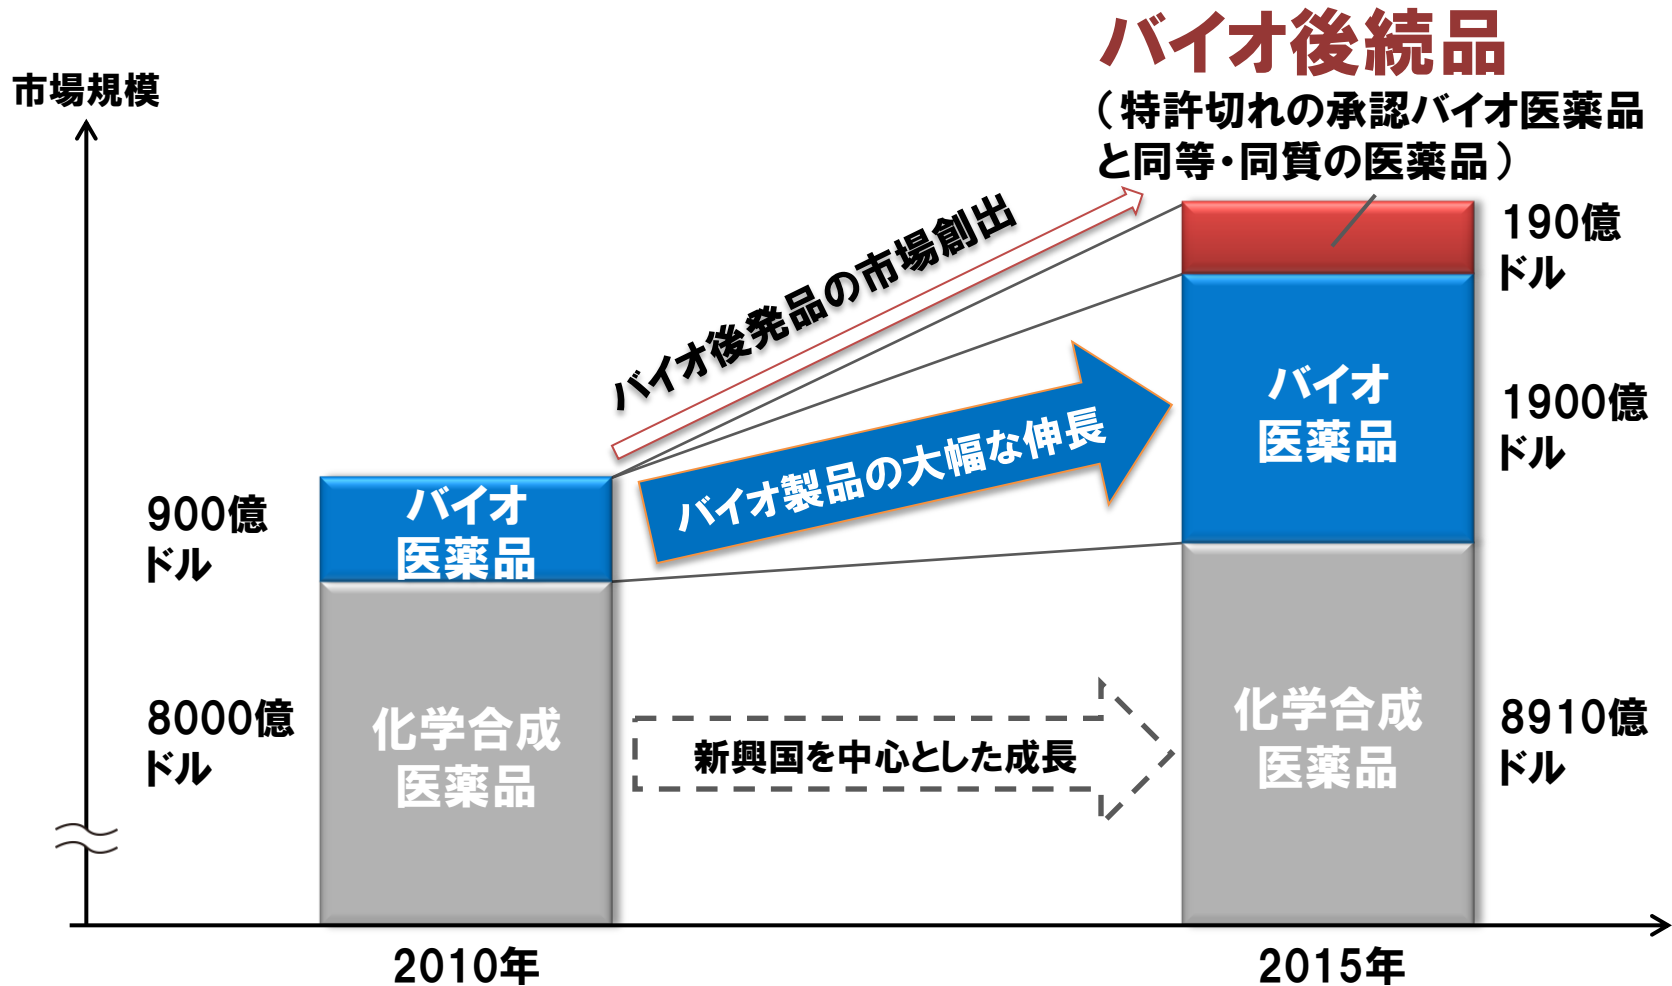 バイオ後続品
（特許切れの承認バイオ医薬品
と同等・同質の医薬品）
市場規模
バイオ後発品の市場創出
190億
ドル
バイオ
医薬品
1900億
ドル
バイオ製品の大幅な伸長
900億
ドル
バイオ
医薬品
8000億
ドル
化学合成
医薬品
新興国を中心とした成長
化学合成
医薬品
8910億
ドル
2010年
2015年